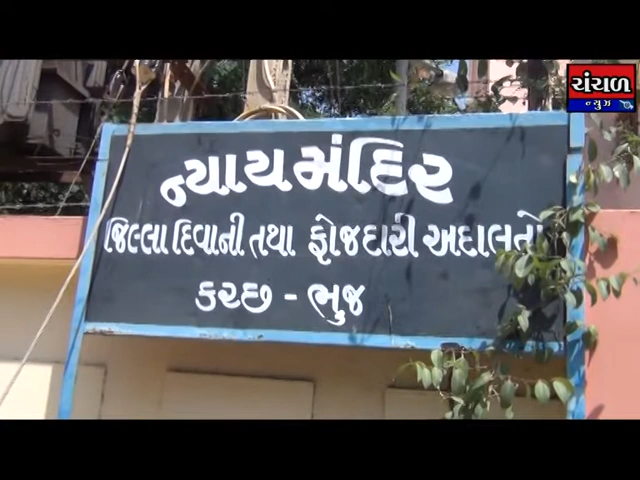 ચંચળ
ન્યુઝ
ન્યાયમંદિર
જિલ્લા દિવાની તથા ફોજદારી અદાલતો
કચ્છ - ભુજ